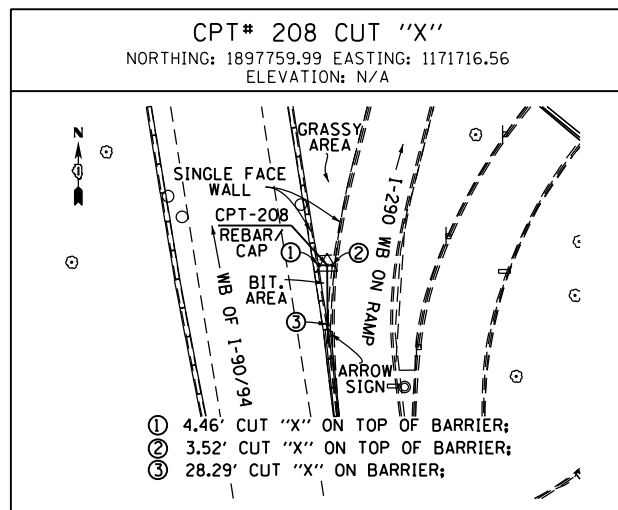 CPT# 208 CUT "X"
NORTHING: 1897759.99 EASTING: 1171716.56
ELEVATION: N/A
N
GRASSY
AREA
SINGLE FACE
WALL
CPT-208
REBAR/
CAP
1
2
BIT.
AREA
3
WB OF I-90/94
I-290 WB ON RAMP
ARROW
SIGN
1 4.46' CUT "X" ON TOP OF BARRIER;
2 3.52' CUT "X" ON TOP OF BARRIER;
3 28.29' CUT "X" ON BARRIER;